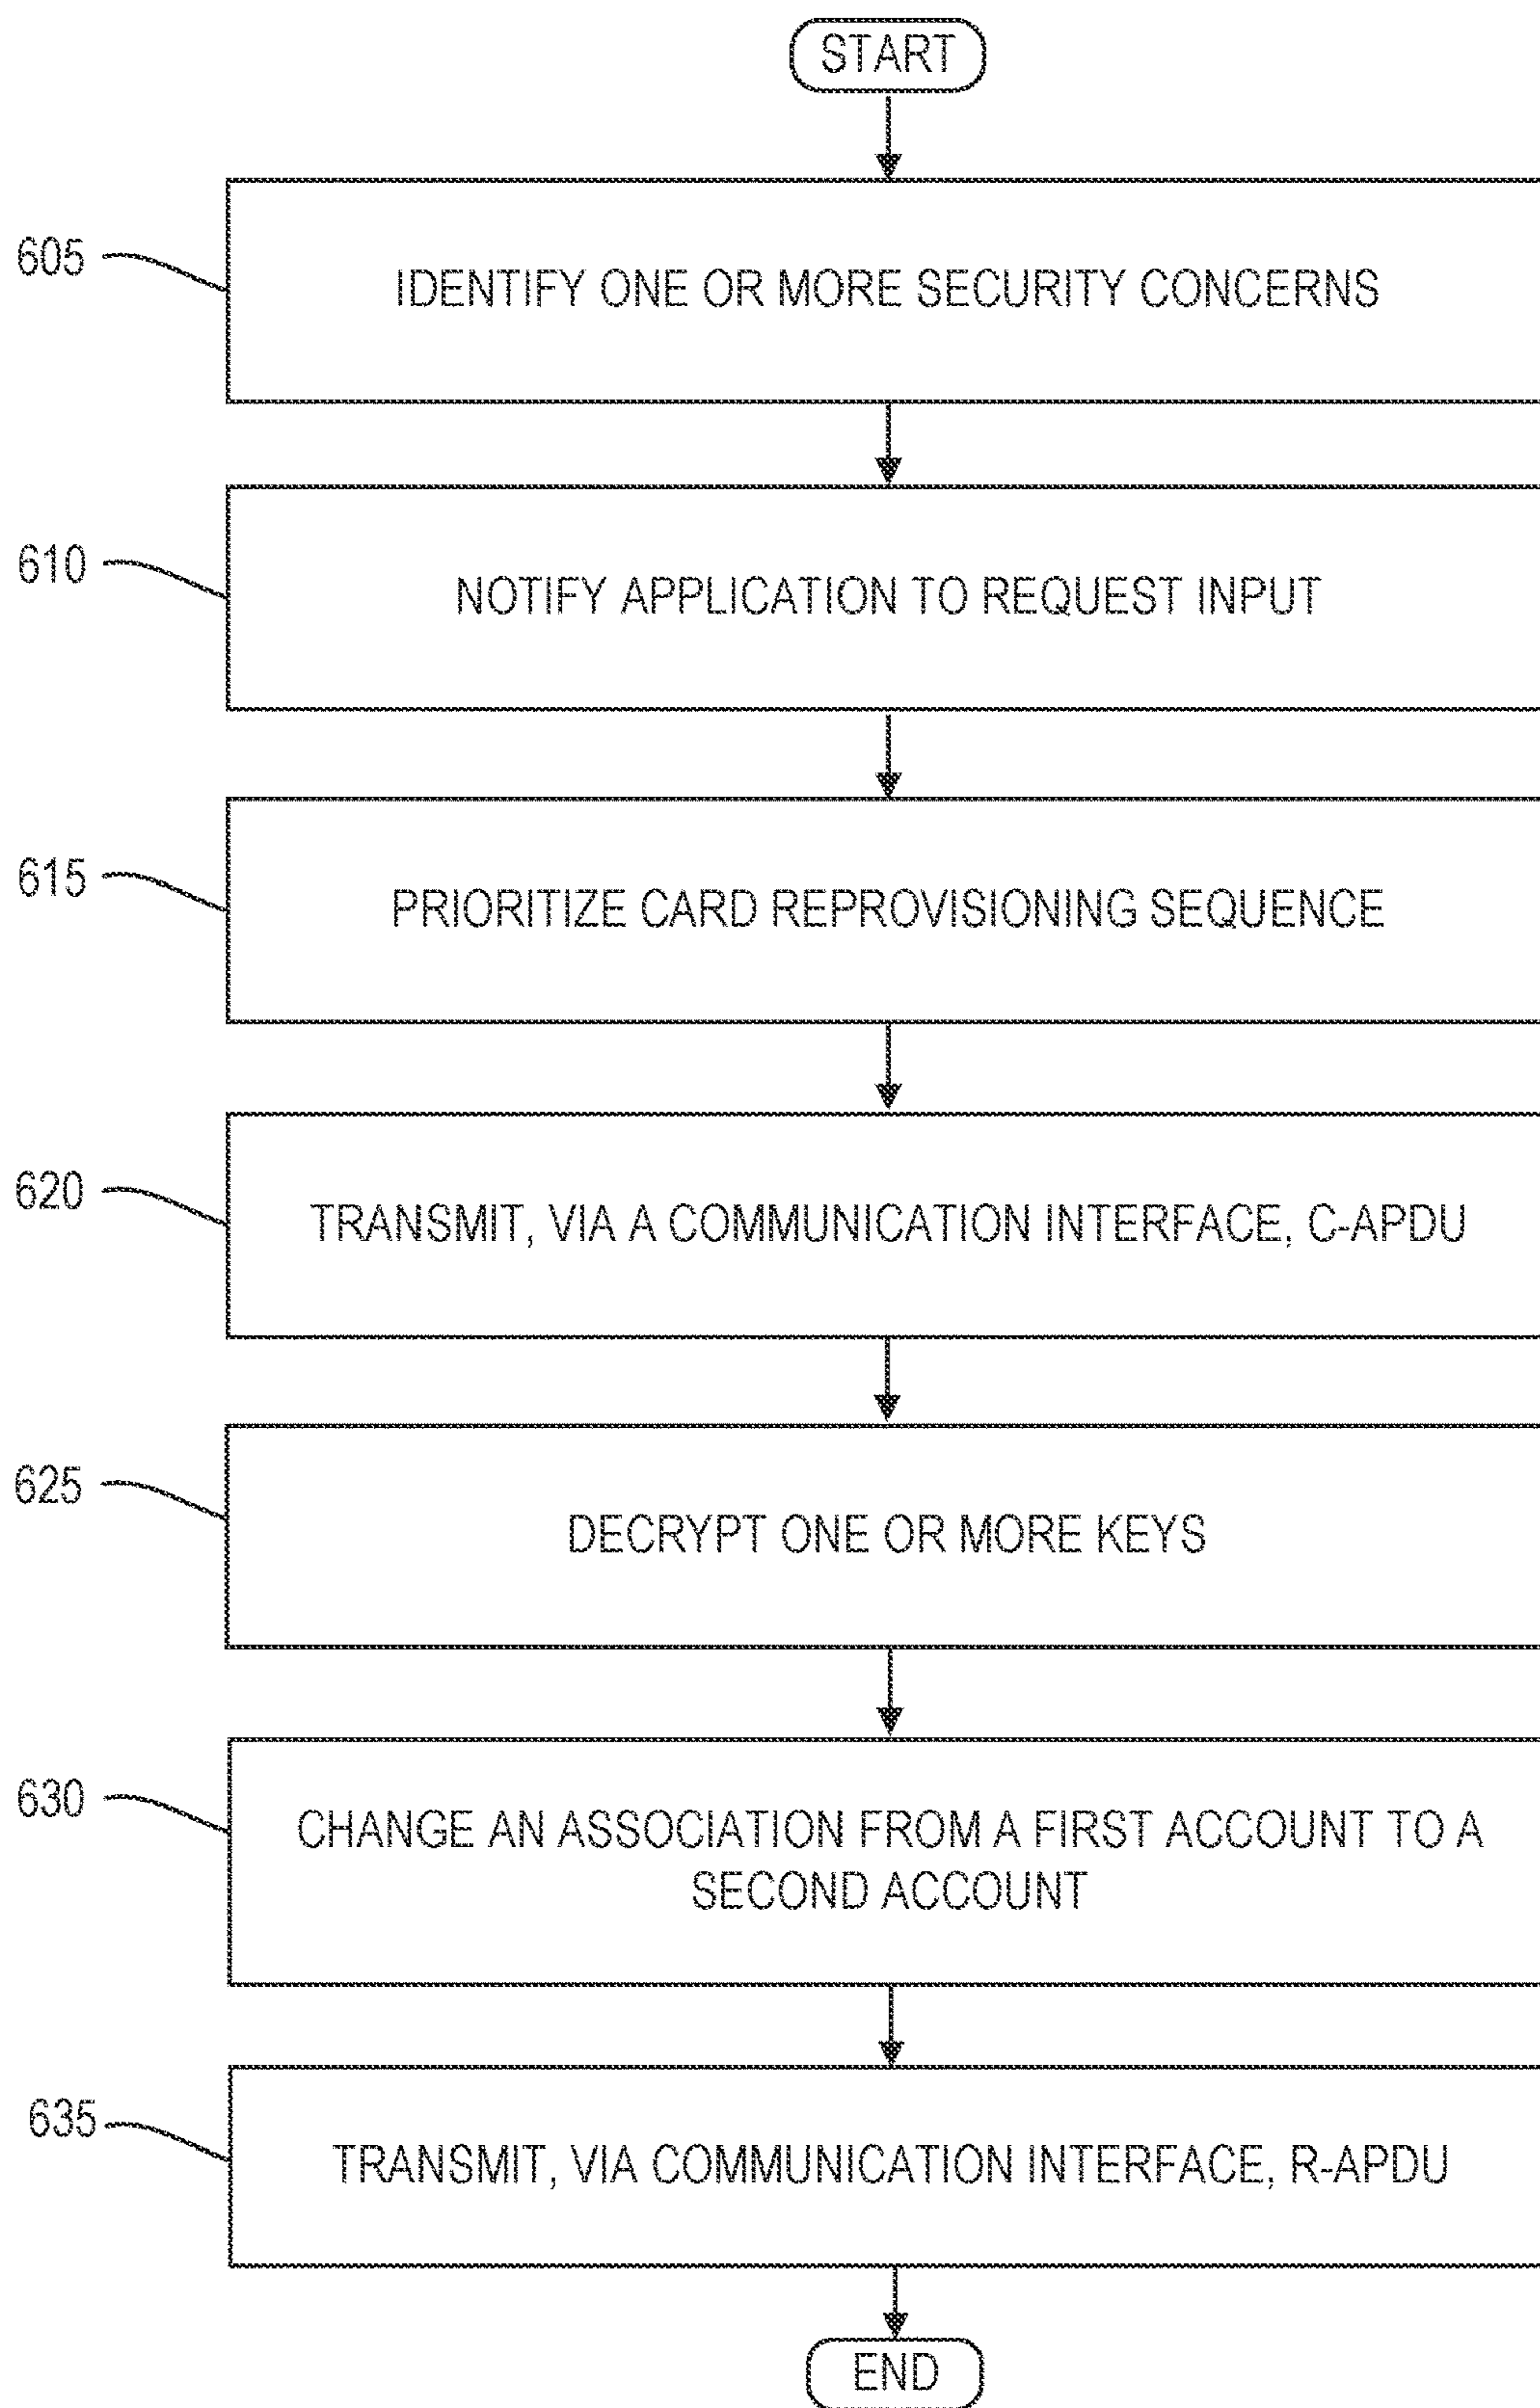 START
605
IDENTIFY ONE OR MORE SECURITY CONCERNS
610
NOTIFY APPLICATION TO REQUEST INPUT
615
PRIORITIZE CARD REPROVISIONING SEQUENCE
620
TRANSMIT, VIA A COMMUNICATION INTERFACE, C-APDU
625
DECRYPT ONE OR MORE KEYS
630
CHANGE AN ASSOCIATION FROM A FIRST ACCOUNT TO A
SECOND ACCOUNT
635
TRANSMIT, VIA COMMUNICATION INTERFACE, R-APDU
END